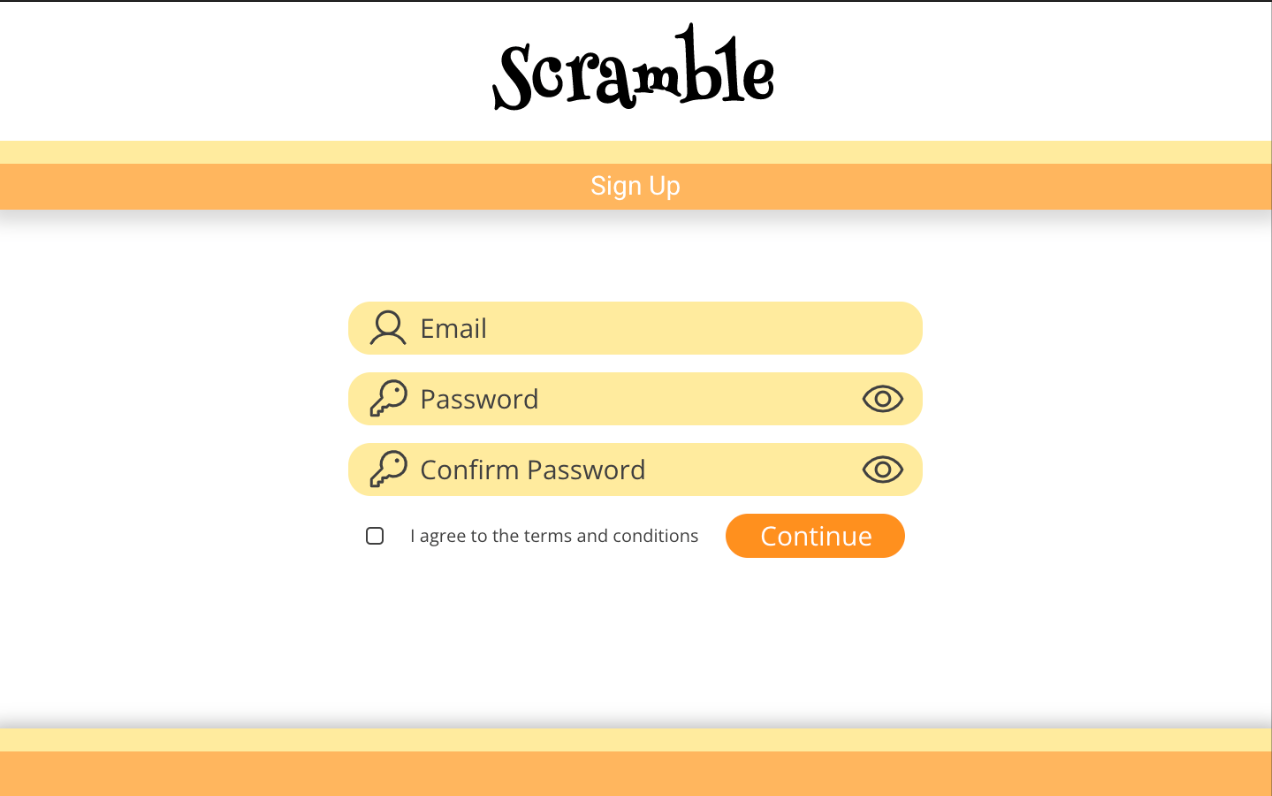 Scramble
Sign Up
Email
Password
Confirm Password
I agree to the terms and conditions Continue